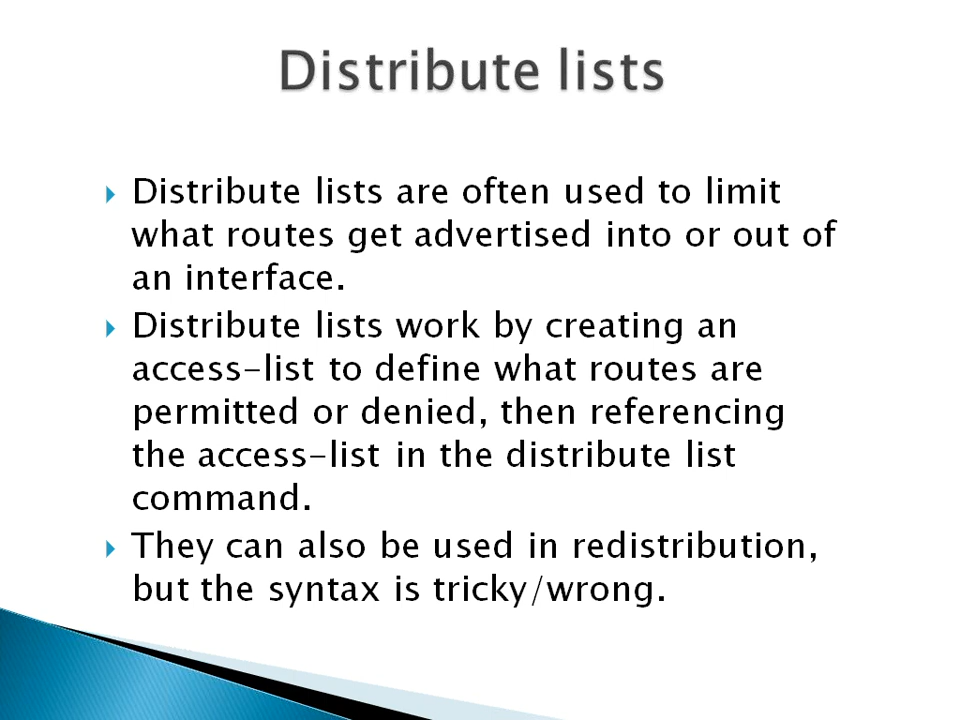 Distribute lists
Distribute lists are often used to limit
what routes get advertised into or out of
an interface.
Distribute lists work by creating an
access-list to define what routes are
permitted or denied, then referencing
the access-list in the distribute list
command.
They can also be used in redistribution,
but the syntax is tricky/wrong.